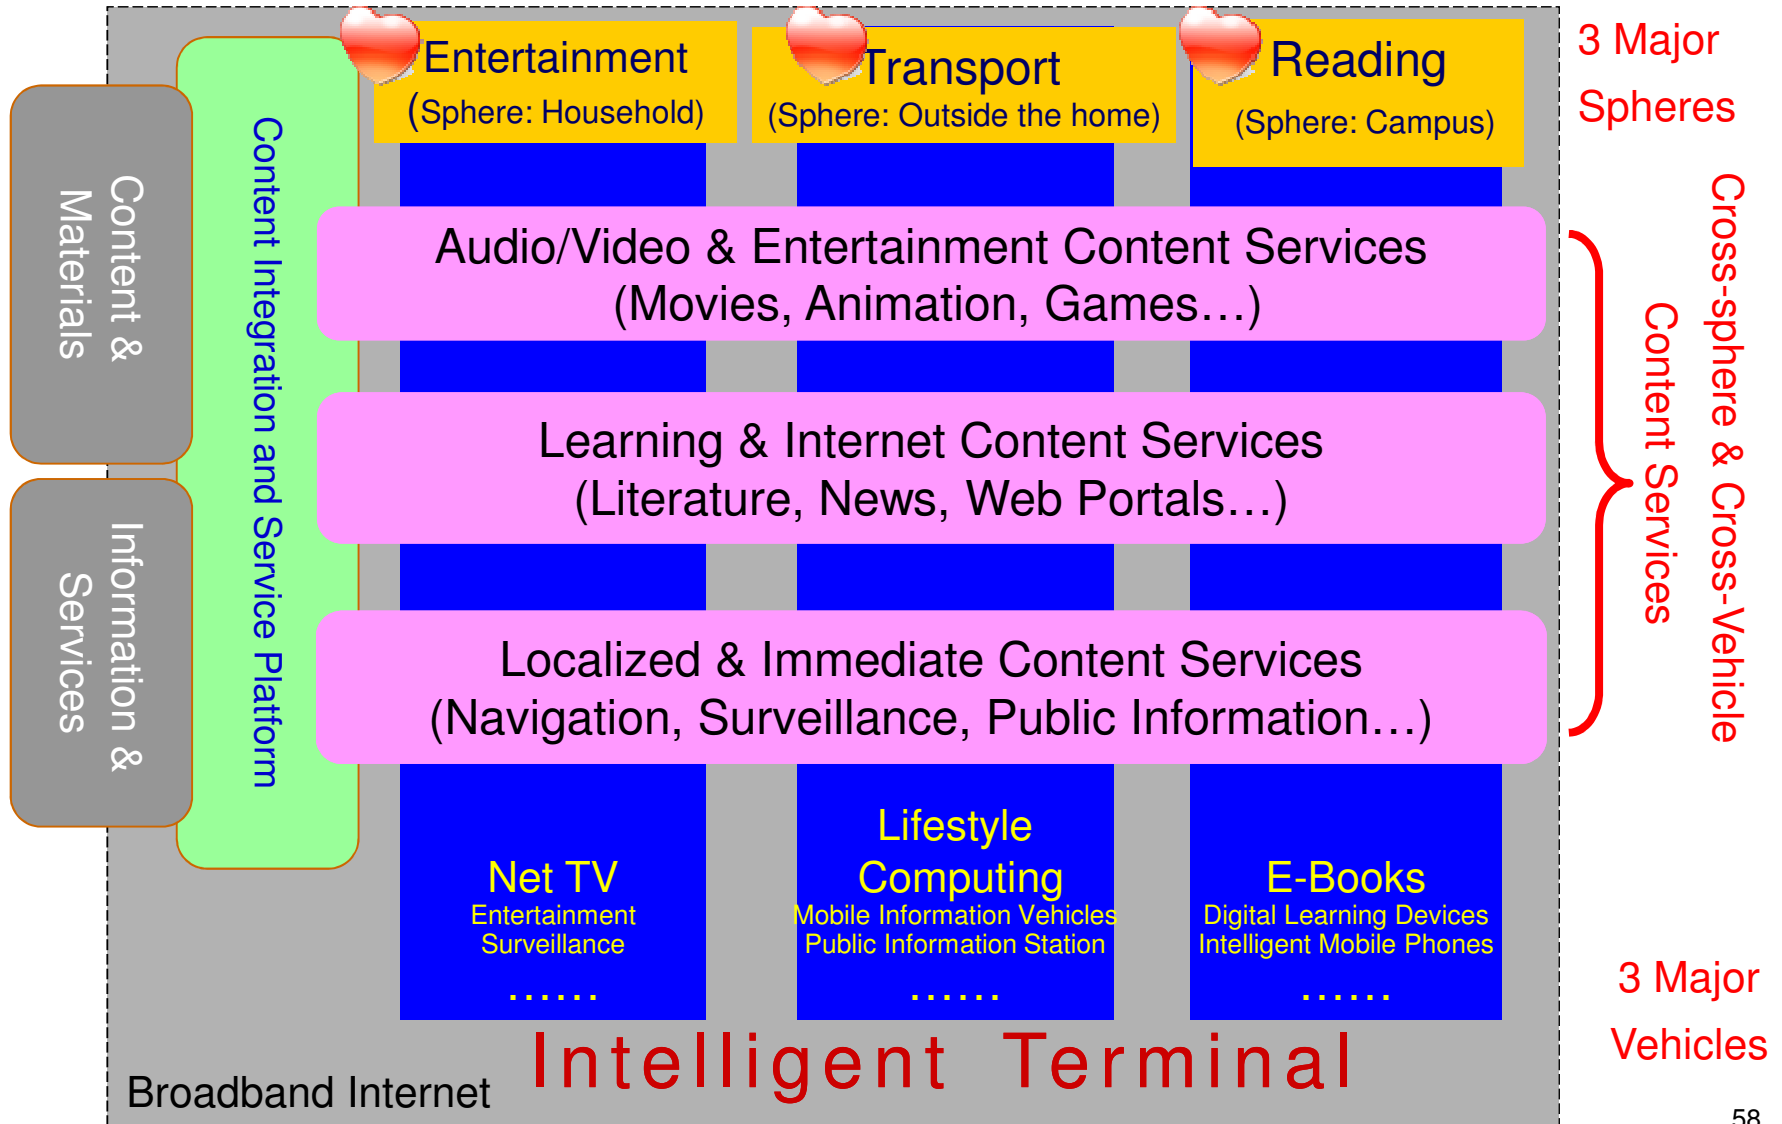 Entertainment
(Sphere: Household)
Transport
(Sphere: Outside the home)
Reading
(Sphere: Campus)
3 Major
Spheres
Content &
Materials
Information &
Services
Content Integration and Service Platform
Audio/Video & Entertainment Content Services
(Movies, Animation, Games…)
Learning & Internet Content Services
(Literature, News, Web Portals…)
Localized & Immediate Content Services
(Navigation, Surveillance, Public Information…)
Cross-sphere & Cross-Vehicle
Content Services
Net TV
Entertainment
Surveillance
……
Lifestyle
Computing
Mobile Information Vehicles
Public Information Station
……
E-Books
Digital Learning Devices
Intelligent Mobile Phones
……
3 Major
Vehicles
Intelligent Terminal
Broadband Internet
58